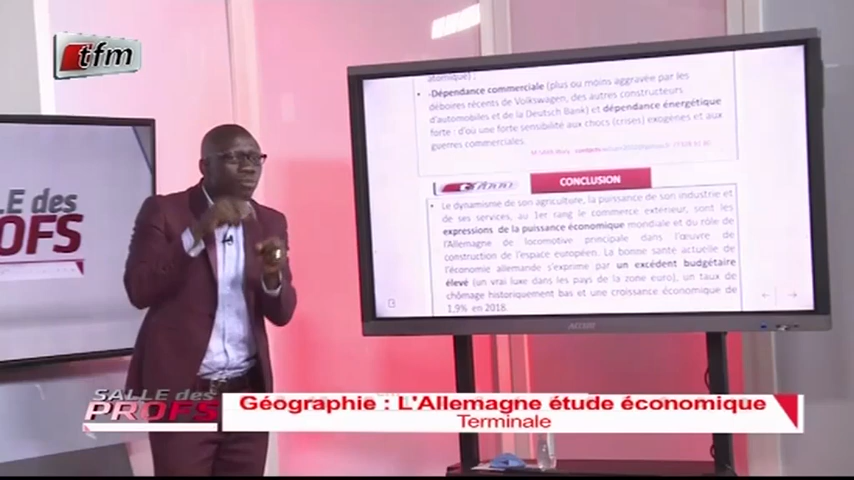 tfm
atomique) ;
• -Dépendance commerciale (plus ou moins aggravée par les
déboires récents de Volkswagen, des autres constructeurs
d'automobiles et de la Deutsch Bank) et dépendance énergétique
forte : d'où une forte sensibilité aux chocs (crises) exogènes et aux
guerres commerciales.
CONCLUSION
• Le dynamisme de son agriculture, la puissance de son industrie et
de ses services, au 1er rang le commerce extérieur, sont les
expressions de la puissance économique mondiale et du rôle de
l'Allemagne de locomotive principale dans l'œuvre de
construction de l'espace européen. La bonne santé actuelle de
l'économie allemande s'exprime par un excédent budgétaire
élevé (un vrai luxe dans les pays de la zone euro), un taux de
chômage historiquement bas et une croissance économique de
1,9% en 2018.
LE des
PROFS
SALLE des
PROFS
Géographie : L'Allemagne étude économique
Terminale